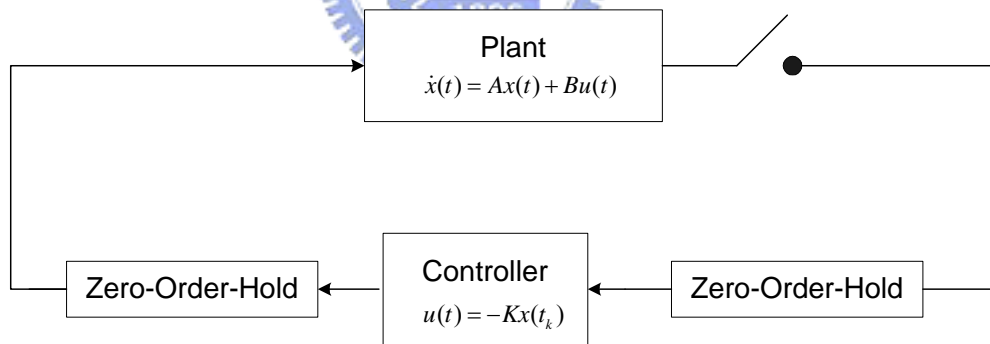 Plant
ẋ(t) = Ax(t) + Bu(t)
Zero-Order-Hold
Controller
u(t) = −Kx(t_k)
Zero-Order-Hold